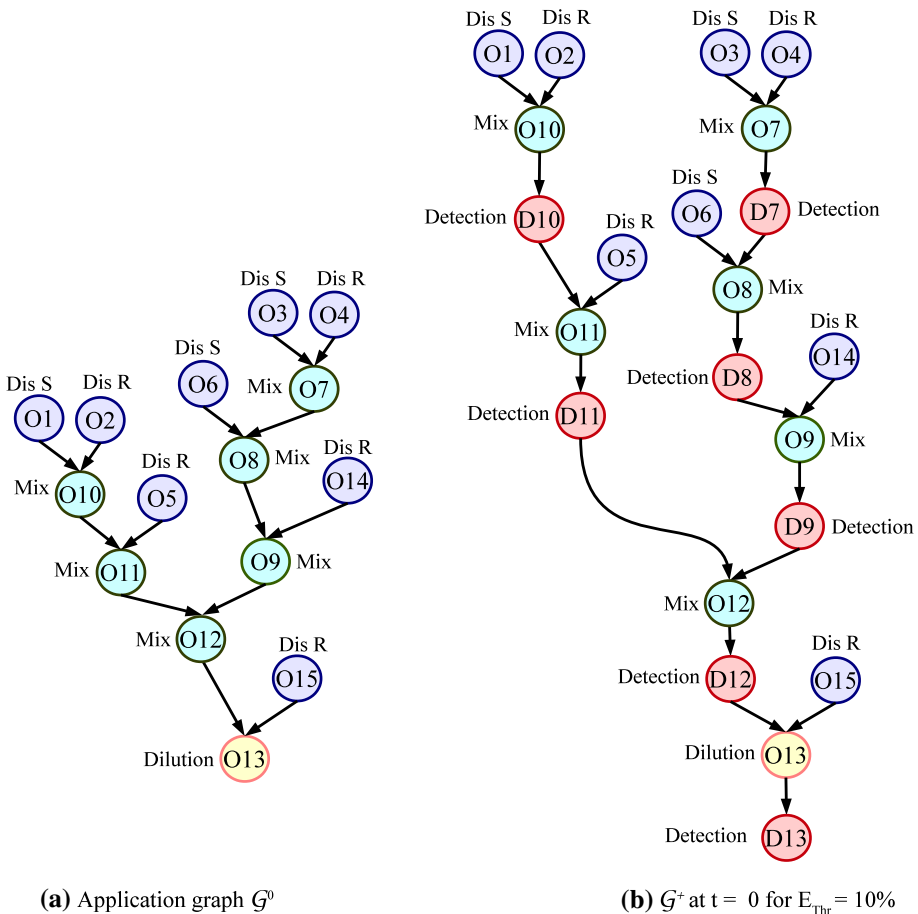 Dis S
Dis R
O1
O2
Mix
O10
Detection
D10
Dis R
O5
Mix
O11
Detection
D11
Dis S
Dis R
O3
O4
Mix
O7
Dis S
O6
D7
Detection
O8
Mix
Dis R
O14
Detection
D8
O9
Mix
D9
Detection
Mix
O12
Detection
D12
Dis R
O15
Dilution
O13
Detection
D13
Dis S
Dis R
O3
O4
Mix
O7
Dis S
O6
Dis S
Dis R
O1
O2
O8
Mix
Dis R
O14
Mix
O10
Dis R
O5
Mix
O11
O9
Mix
Mix
O12
Dis R
O15
Dilution
O13
(a) Application graph G⁰
(b) G⁺ at t = 0 for E_Thr = 10%